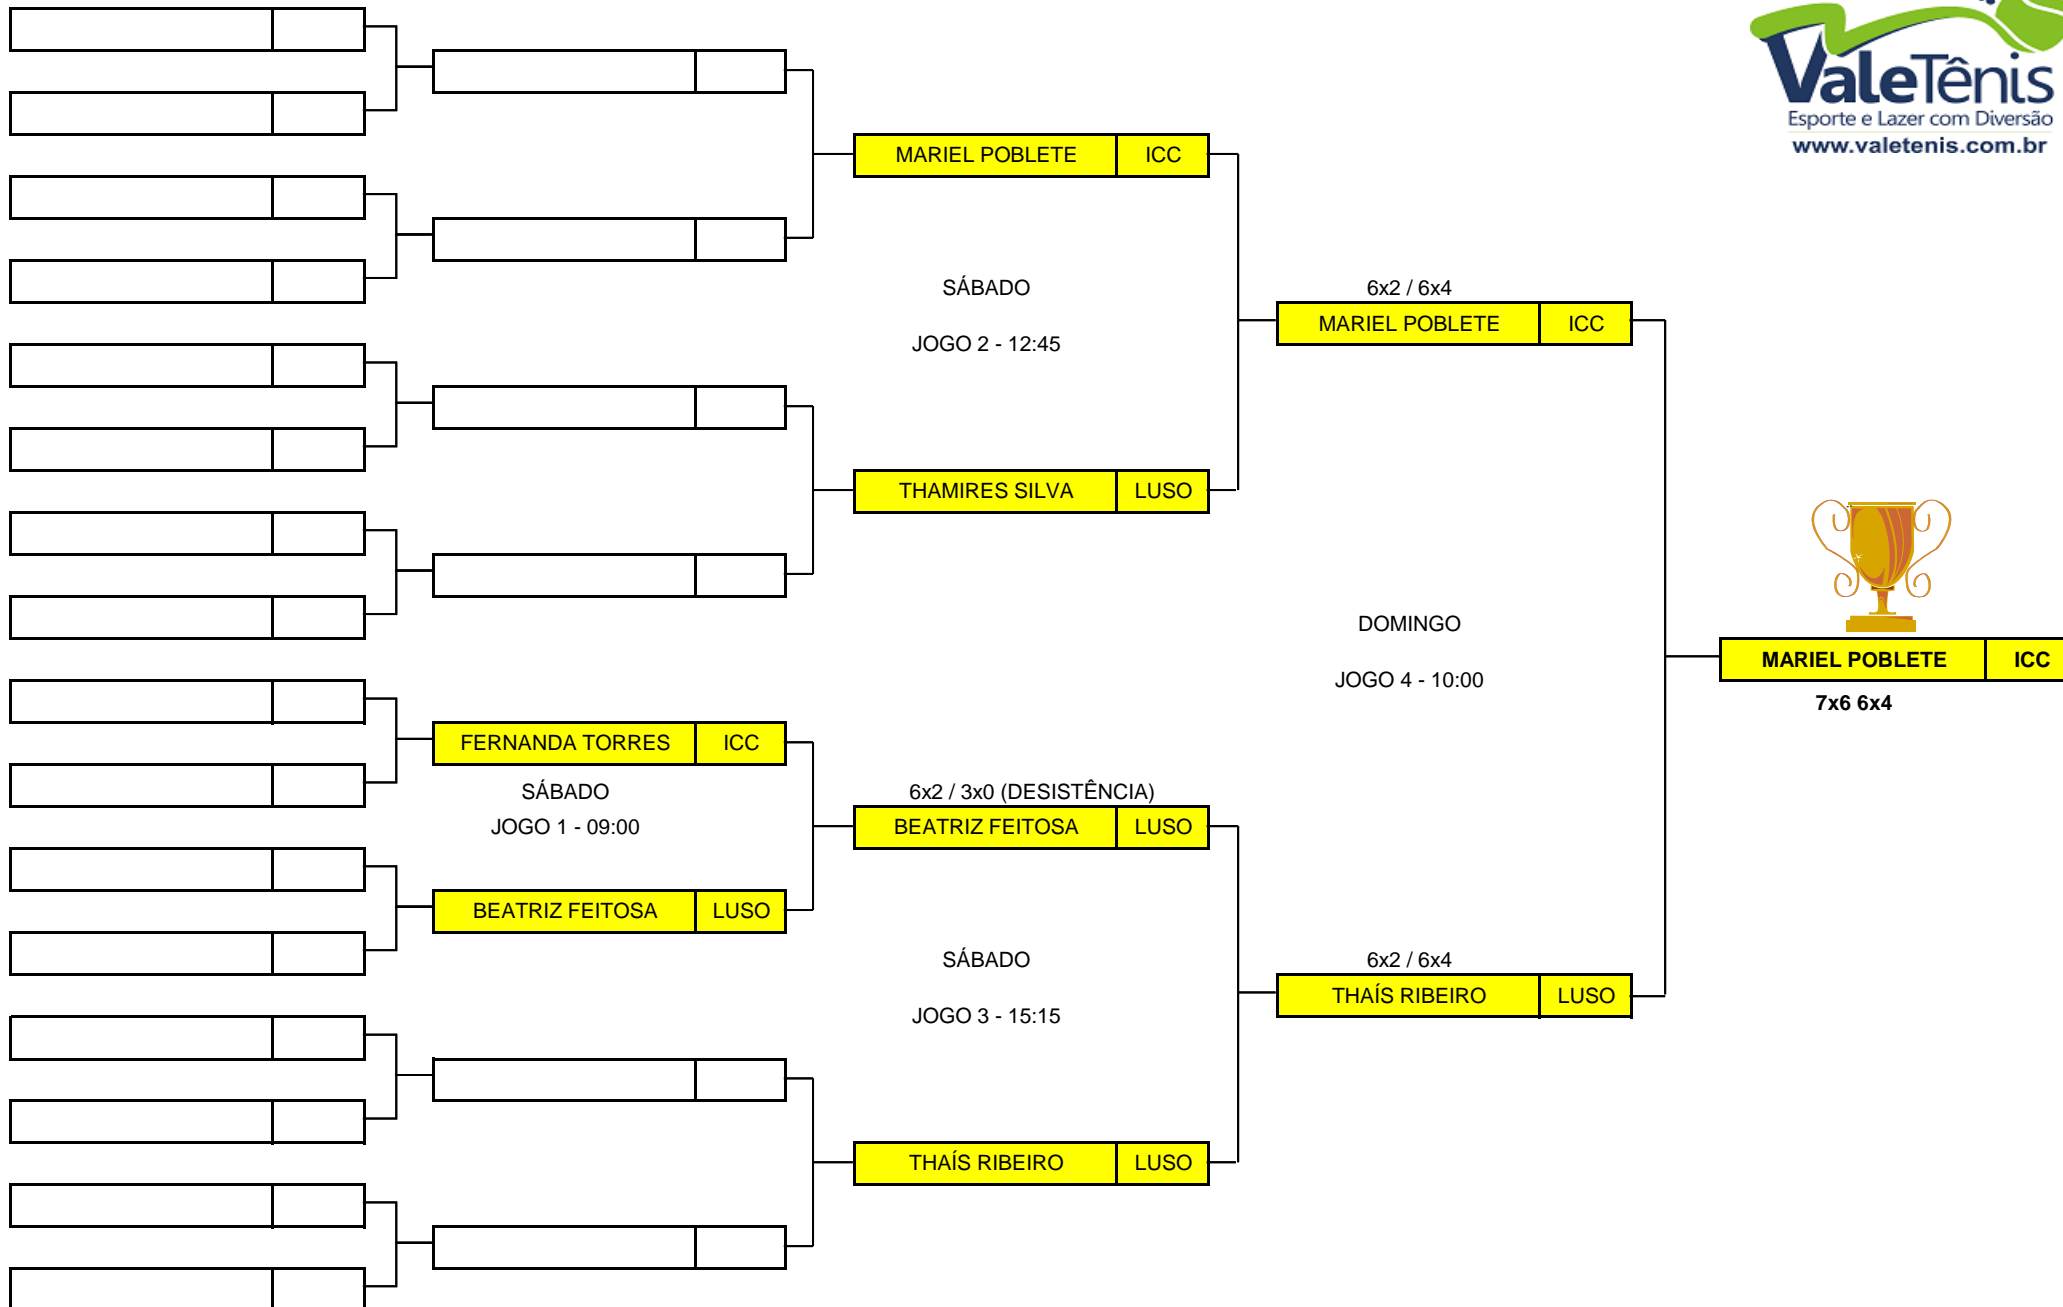 ValeTênis
Esporte e Lazer com Diversão
www.valetenis.com.br
MARIEL POBLETE ICC
SÁBADO
JOGO 2 - 12:45
6x2 / 6x4
MARIEL POBLETE ICC
THAMIRES SILVA LUSO
DOMINGO
JOGO 4 - 10:00
MARIEL POBLETE ICC
7x6 6x4
FERNANDA TORRES ICC
SÁBADO
JOGO 1 - 09:00
6x2 / 3x0 (DESISTÊNCIA)
BEATRIZ FEITOSA LUSO
BEATRIZ FEITOSA LUSO
SÁBADO
JOGO 3 - 15:15
6x2 / 6x4
THAÍS RIBEIRO LUSO
THAÍS RIBEIRO LUSO